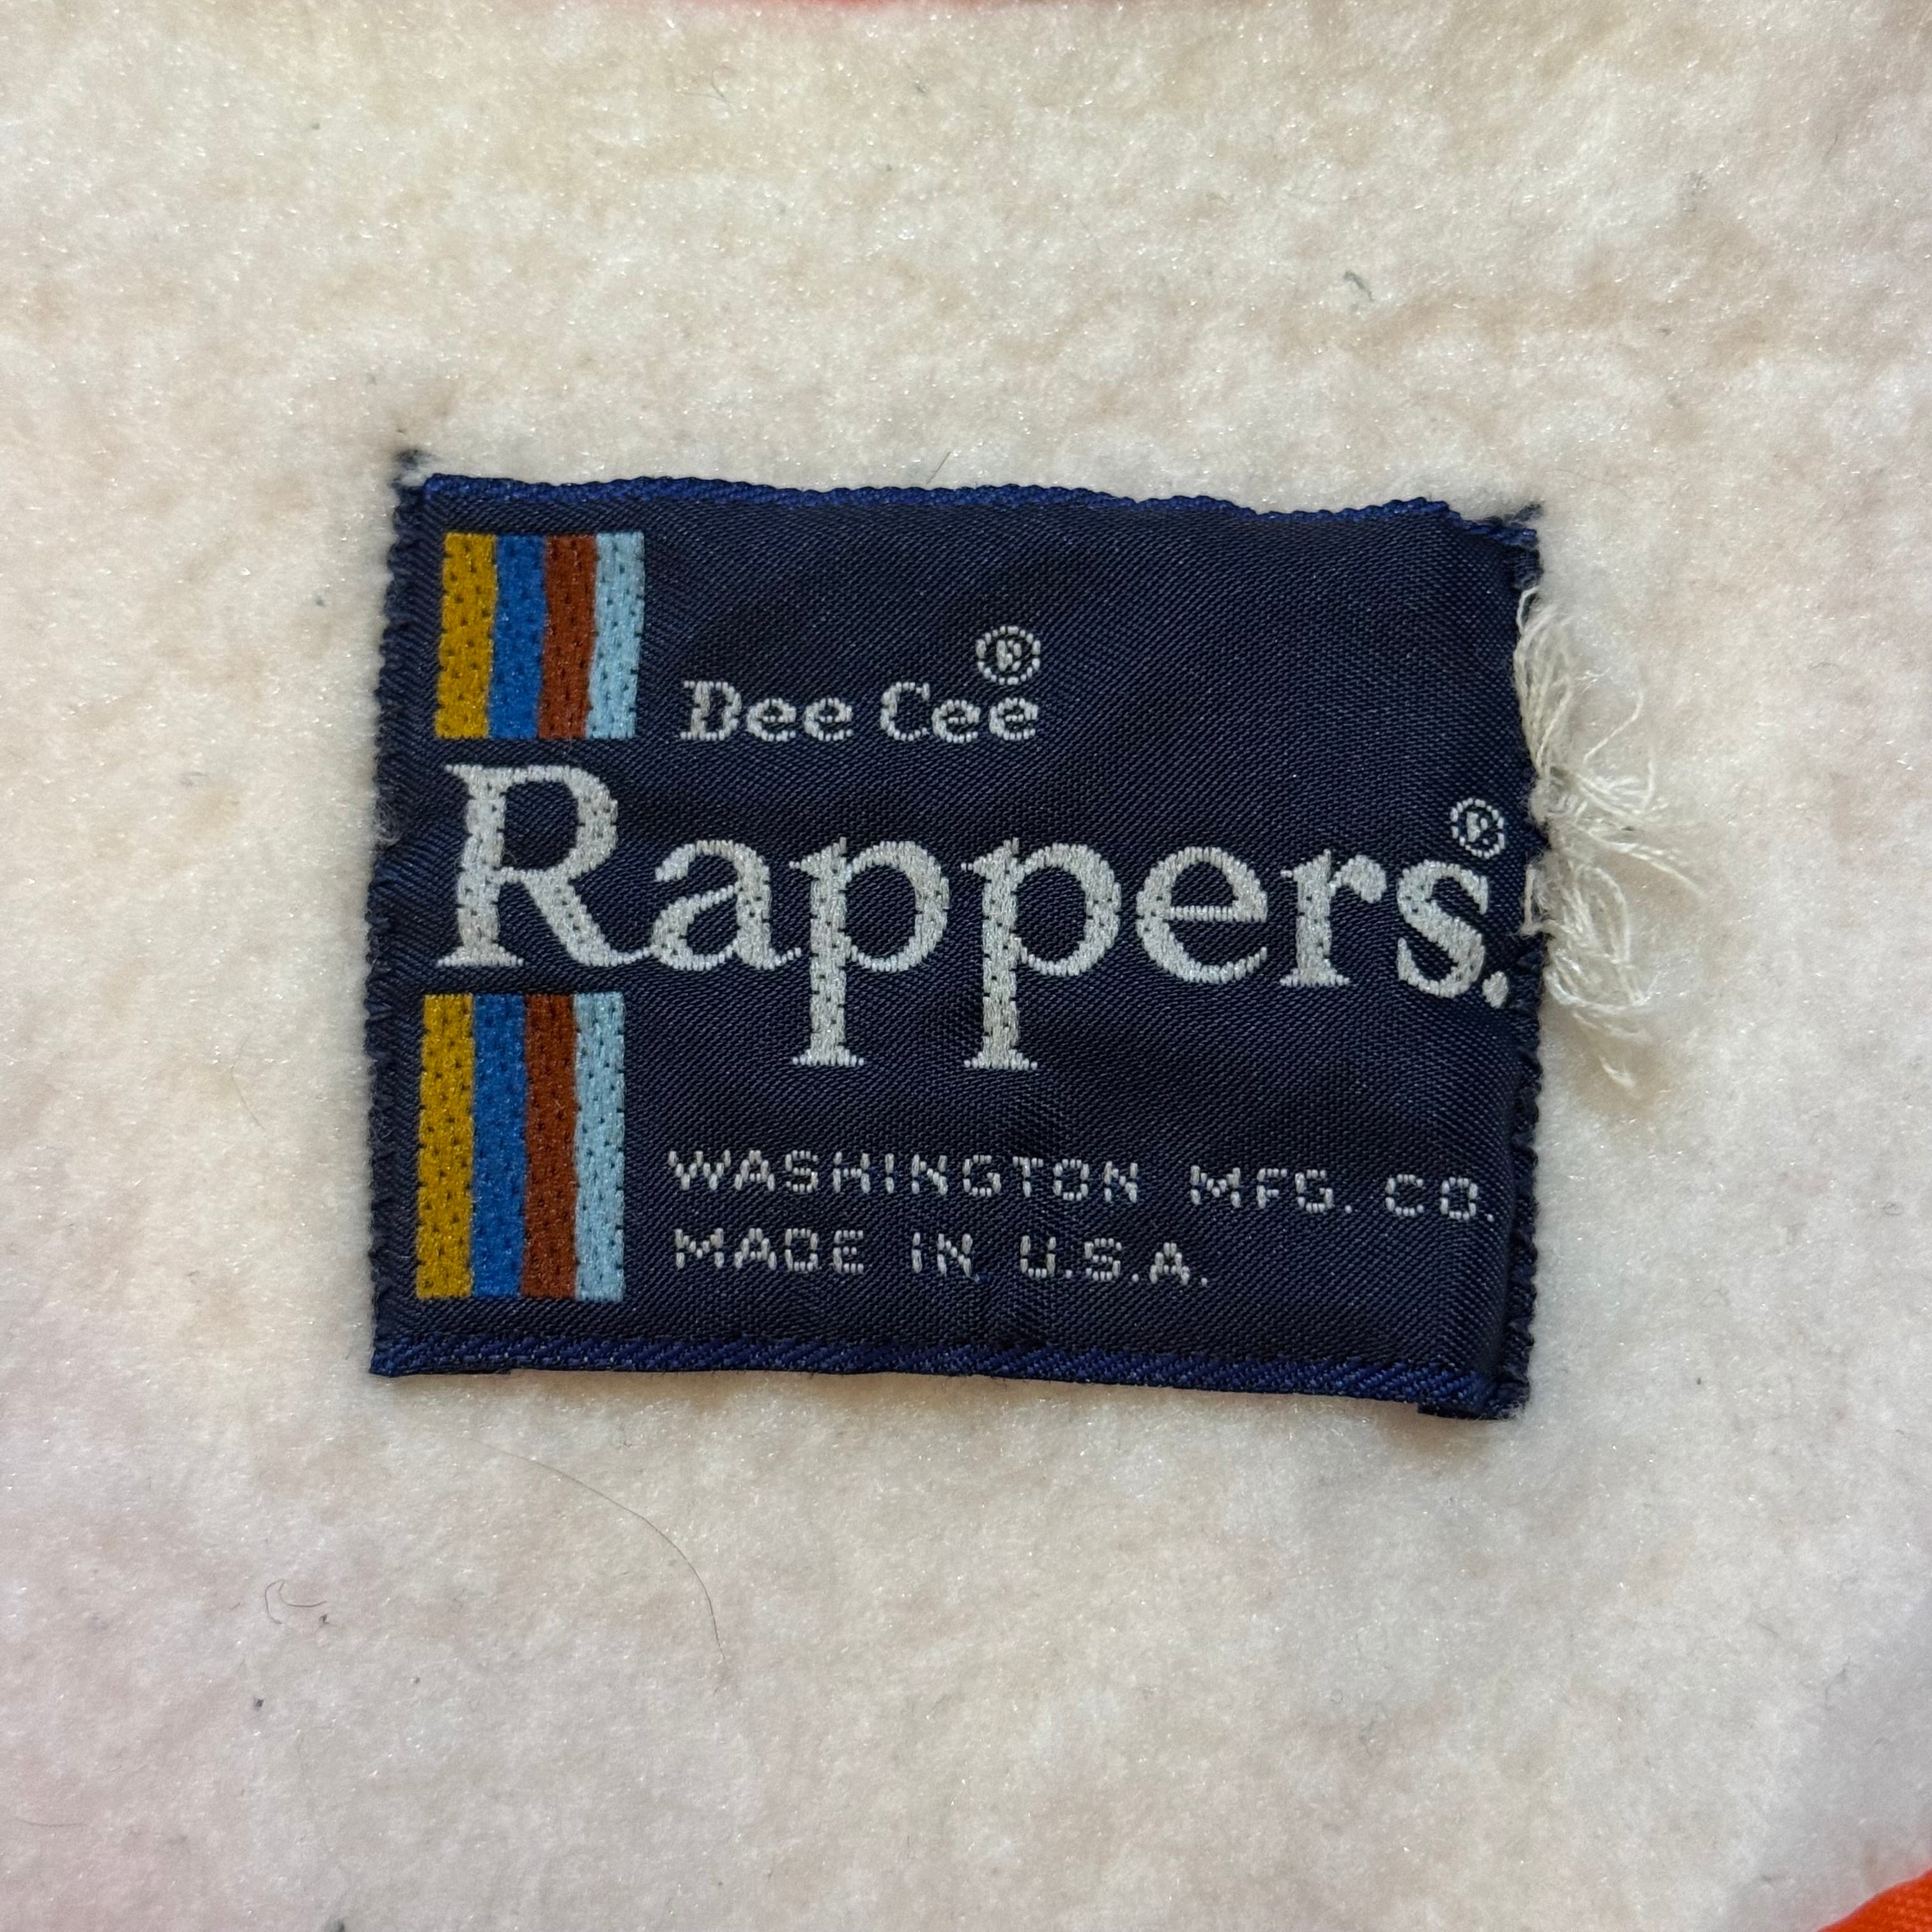 Dee Cee®
Rappers.®
WASHINGTON MFG. CO.
MADE IN U.S.A.